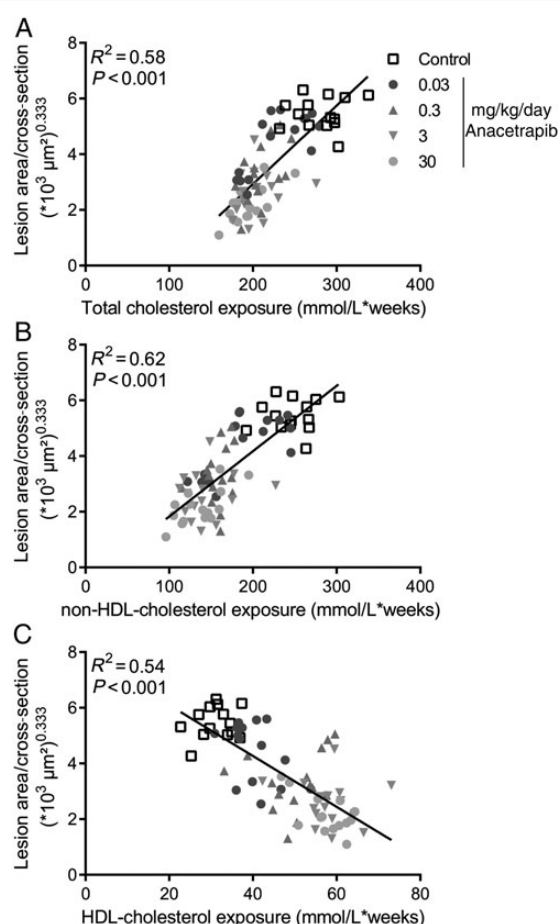 A
Lesion area/cross-section
(*10³ µm²)^0.333
8
6
4
2
0
R² = 0.58
P < 0.001
Control
0.03
0.3
3
30
mg/kg/day
Anacetrapib
0 100 200 300 400
Total cholesterol exposure (mmol/L*weeks)
B
Lesion area/cross-section
(*10³ µm²)^0.333
8
6
4
2
0
R² = 0.62
P < 0.001
0 100 200 300 400
non-HDL-cholesterol exposure (mmol/L*weeks)
C
Lesion area/cross-section
(*10³ µm²)^0.333
8
6
4
2
0
R² = 0.54
P < 0.001
0 20 40 60 80
HDL-cholesterol exposure (mmol/L*weeks)